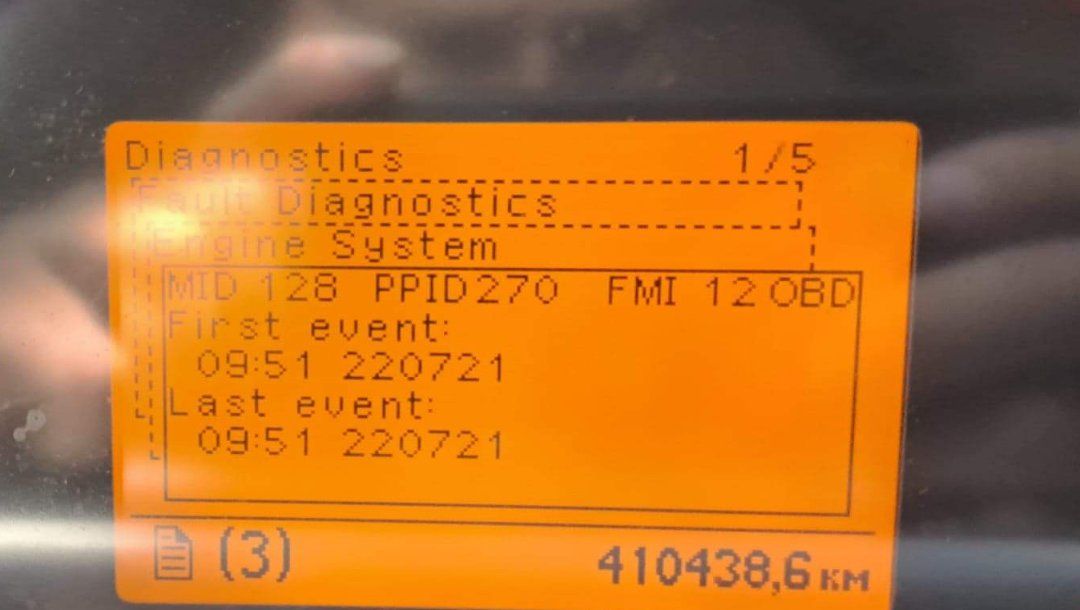 Diagnostics 1/5
Fault Diagnostics
Engine System
MID 128 PPID270 FMI 12 OBD
First event:
09:51 220721
Last event:
09:51 220721
(3) 410438,6 км